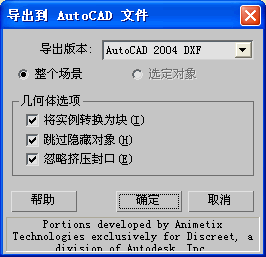 导出到 AutoCAD 文件
导出版本: AutoCAD 2004 DXF
整个场景 选定对象
几何体选项
将实例转换为块(I)
跳过隐藏对象(H)
忽略挤压封口(E)
帮助 确定 取消
Portions developed by Animetix
Technologies exclusively for Discreet, a
division of Autodesk, Inc